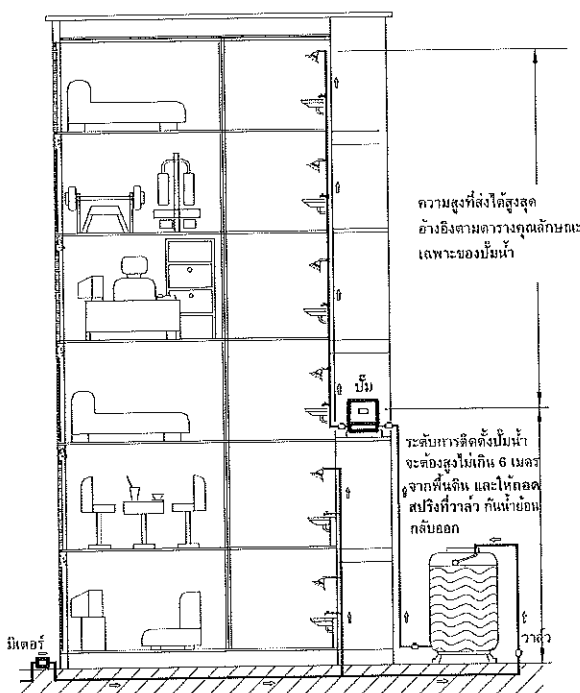 ความสูงที่ส่งได้สูงสุด
อ้างอิงตามตารางคุณลักษณะ
เฉพาะของปั๊มน้ำ
ปั๊ม
ระดับการติดตั้งปั๊มน้ำ
จะต้องสูงไม่เกิน 6 เมตร
จากพื้นดิน และให้ถอด
สปริงที่วาล์ว กันน้ำย้อน
กลับออก
มิเตอร์
วาล์ว